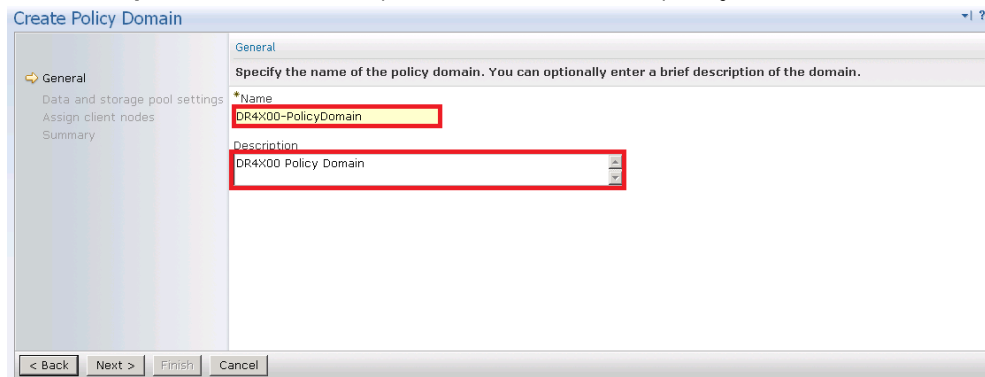 Create Policy Domain
?
General
General
Specify the name of the policy domain. You can optionally enter a brief description of the domain.
Data and storage pool settings
Assign client nodes
Summary
*Name
DR4X00-PolicyDomain
Description
DR4X00 Policy Domain
< Back Next > Finish Cancel